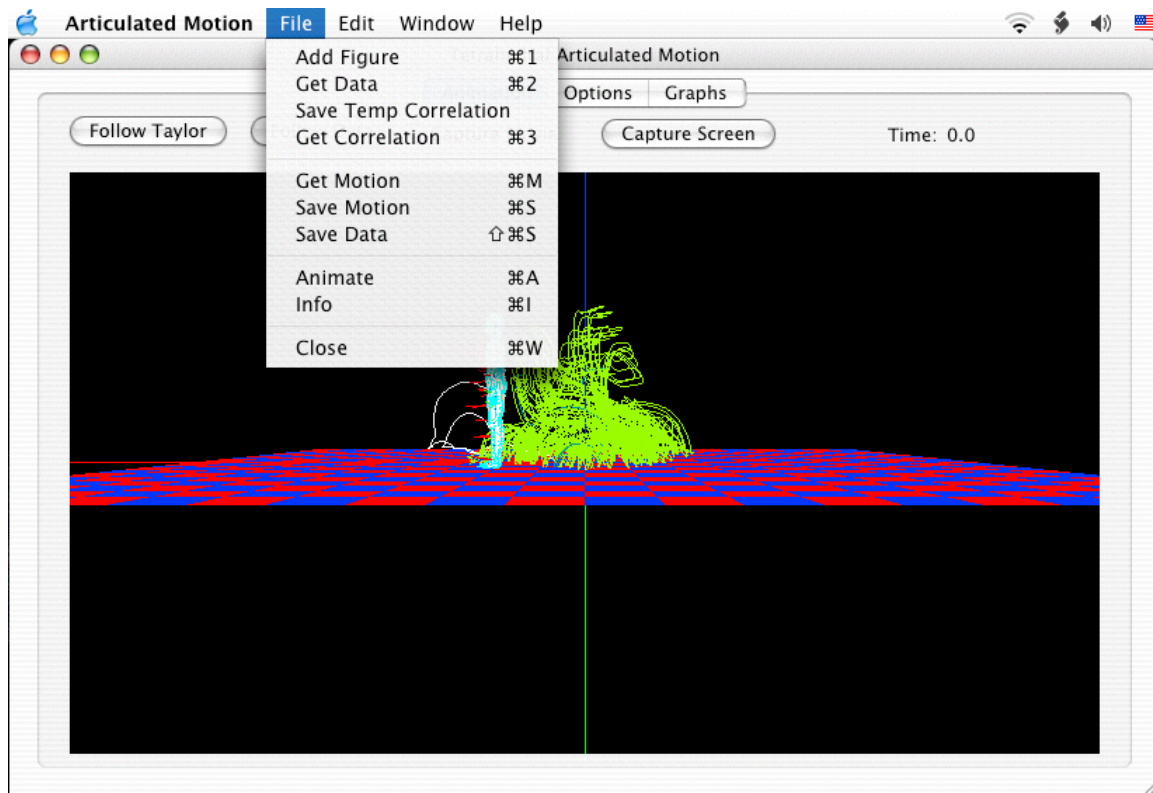 Articulated Motion File Edit Window Help
Articulated Motion
Options Graphs
Follow Taylor
Capture Screen
Time: 0.0
Add Figure ⌘1
Get Data ⌘2
Save Temp Correlation
Get Correlation ⌘3
Get Motion ⌘M
Save Motion ⌘S
Save Data ⇧⌘S
Animate ⌘A
Info ⌘I
Close ⌘W